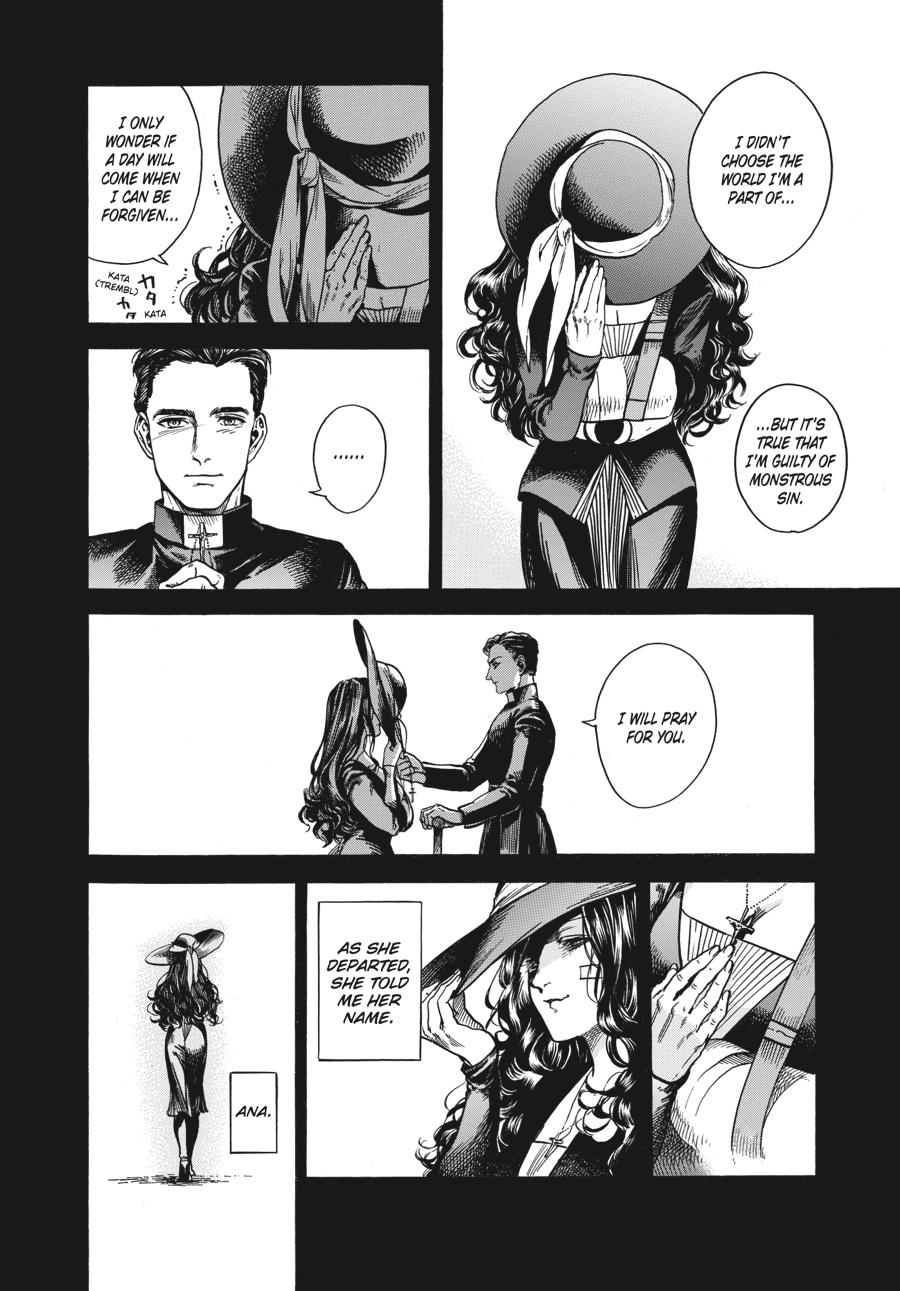 I DIDN'T
CHOOSE THE
WORLD I'M A
PART OF...
...BUT IT'S
TRUE THAT
I'M GUILTY OF
MONSTROUS
SIN.
I ONLY
WONDER IF
A DAY WILL
COME WHEN
I CAN BE
FORGIVEN...
KATA
(TREMBL)
カタ
カタ
KATA
......
I WILL PRAY
FOR YOU.
AS SHE
DEPARTED,
SHE TOLD
ME HER
NAME.
ANA.